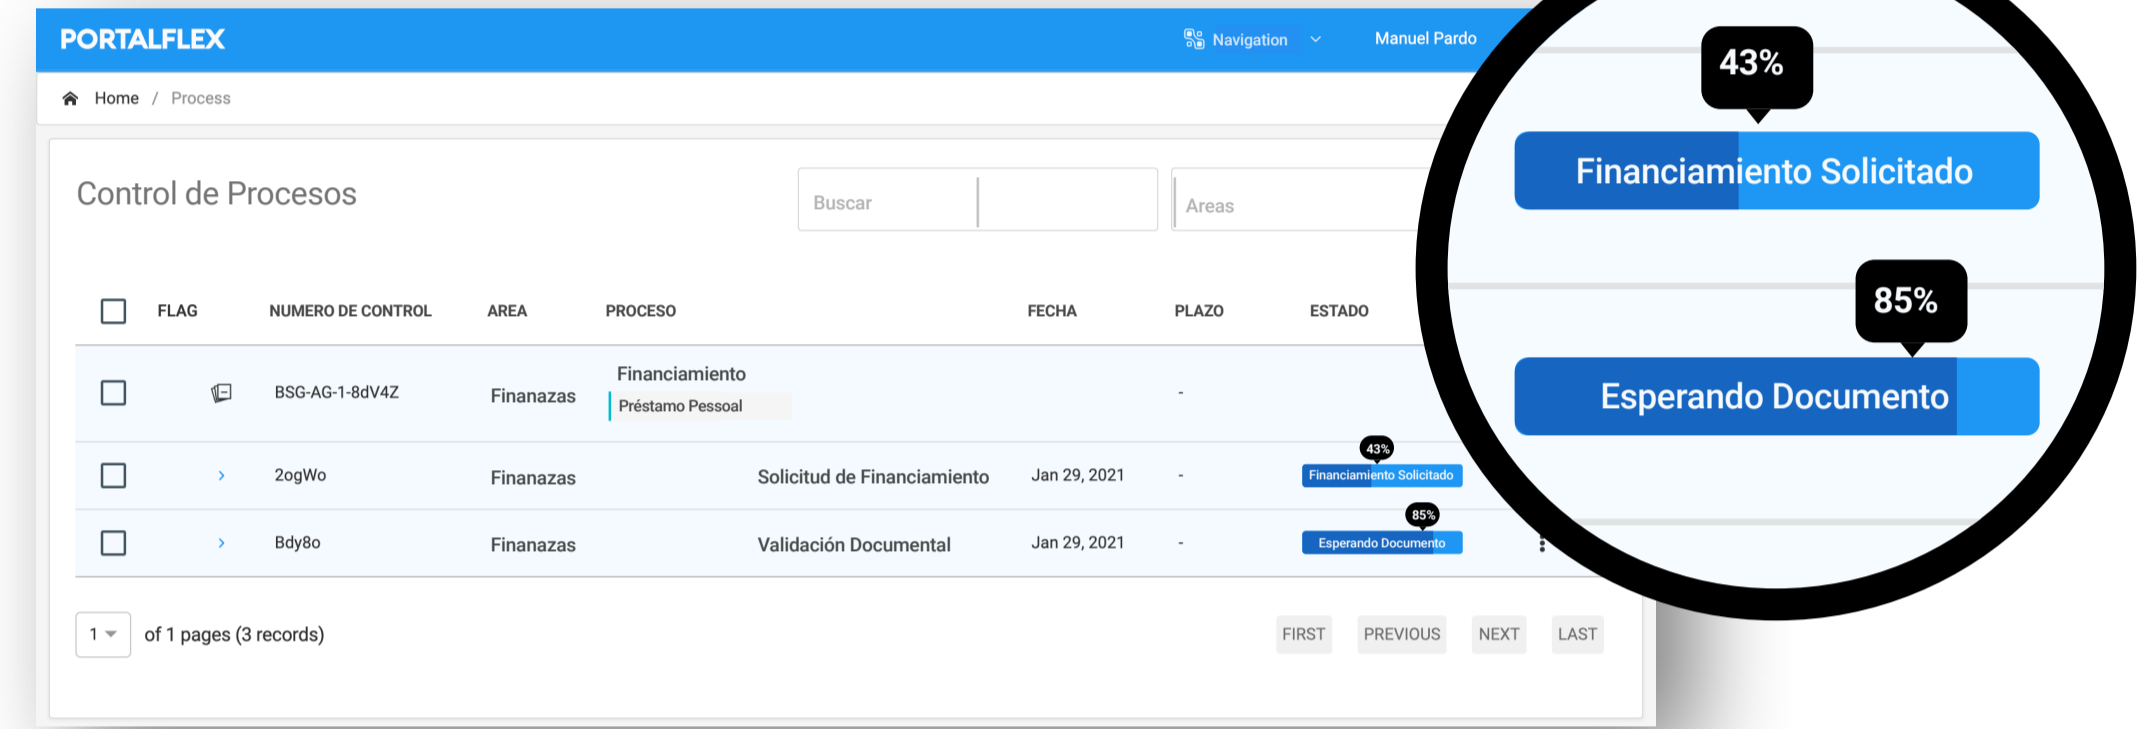 PORTALFLEX
Navigation
Manuel Pardo
Home / Process
Control de Procesos
Buscar
Areas
FLAG NUMERO DE CONTROL AREA PROCESO FECHA PLAZO ESTADO
BSG-AG-1-8dV4Z Finanazas Financiamiento -
Préstamo Pessoal
43%
2ogWo Finanazas Solicitud de Financiamiento Jan 29, 2021 - Financiamiento Solicitado
85%
Bdy8o Finanazas Validación Documental Jan 29, 2021 - Esperando Documento
1 of 1 pages (3 records)
FIRST PREVIOUS NEXT LAST
43%
Financiamiento Solicitado
85%
Esperando Documento